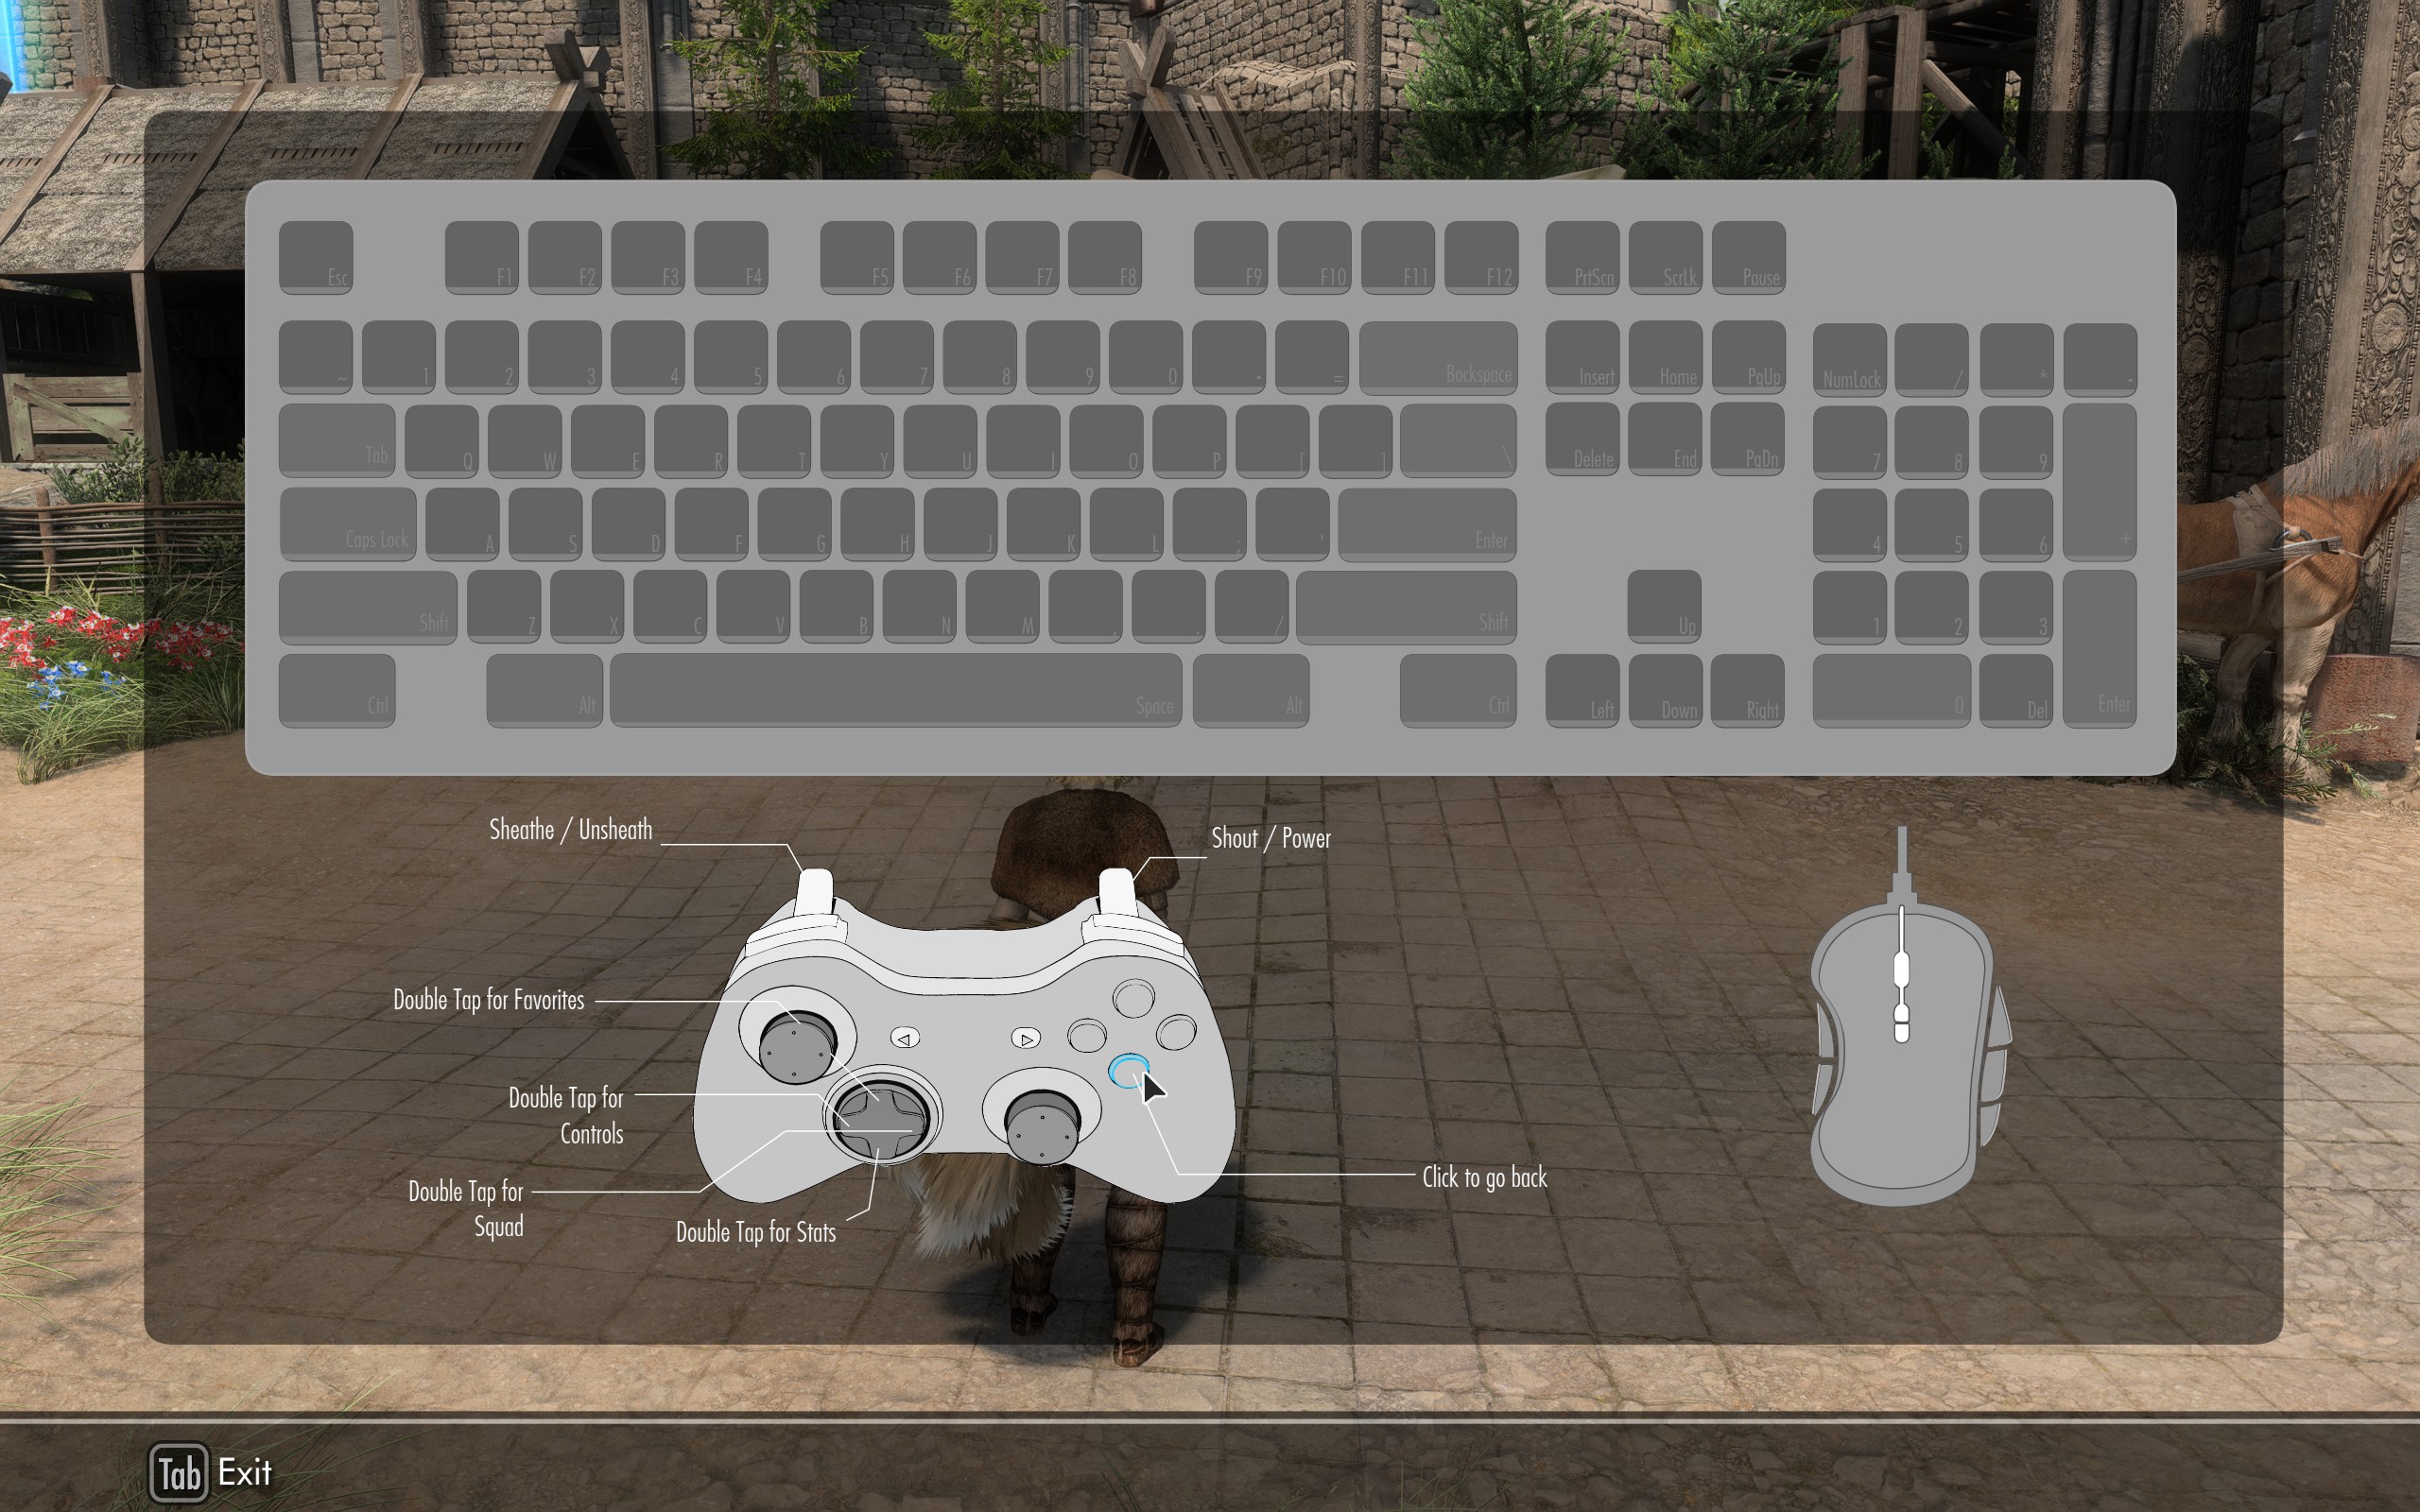 Esc F1 F2 F3 F4 F5 F6 F7 F8 F9 F10 F11 F12 PrtScn ScrLk Pause
~ 1 2 3 4 5 6 7 8 9 0 - = Backspace Insert Home PgUp NumLock / * -
Tab Q W E R T Y U I O P [ ] \ Delete End PgDn 7 8 9 +
Caps Lock A S D F G H J K L ; ' Enter 4 5 6
Shift Z X C V B N M , . / Shift Up 1 2 3 Enter
Ctrl Alt Space Alt Ctrl Left Down Right 0 Del
Sheathe / Unsheath
Shout / Power
Double Tap for Favorites
Double Tap for
Controls
Double Tap for
Squad
Double Tap for Stats
Click to go back
Tab Exit